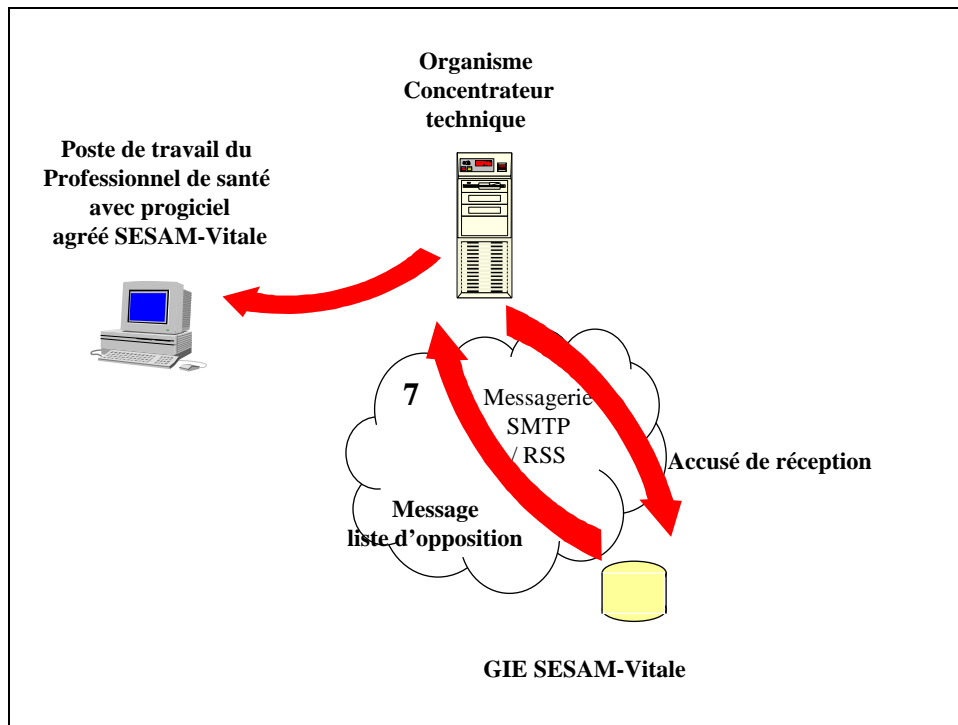 Organisme
Concentrateur
technique
Poste de travail du
Professionnel de santé
avec progiciel
agréé SESAM-Vitale
7
Messagerie
SMTP
/ RSS
Accusé de réception
Message
liste d'opposition
GIE SESAM-Vitale